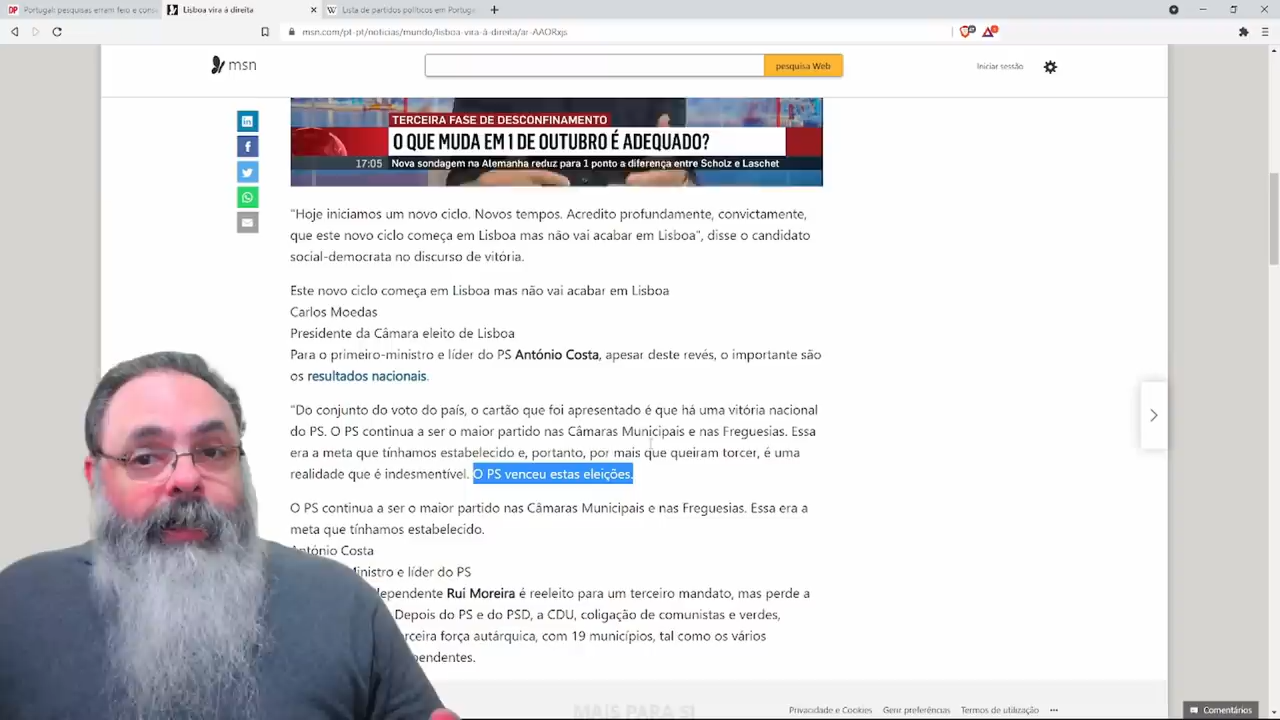 DP Portugal: pesquisas erram feio e cons
Lisboa vira à direita
W Lista de partidos políticos em Portuga
msn.com/pt-pt/noticias/mundo/lisboa-vira-à-direita/ar-AAORxjs
msn
pesquisa Web
Iniciar sessão
TERCEIRA FASE DE DESCONFINAMENTO
O QUE MUDA EM 1 DE OUTUBRO É ADEQUADO?
17:05 Nova sondagem na Alemanha reduz para 1 ponto a diferença entre Scholz e Laschet
"Hoje iniciamos um novo ciclo. Novos tempos. Acredito profundamente, convictamente,
que este novo ciclo começa em Lisboa mas não vai acabar em Lisboa", disse o candidato
social-democrata no discurso de vitória.
Este novo ciclo começa em Lisboa mas não vai acabar em Lisboa
Carlos Moedas
Presidente da Câmara eleito de Lisboa
Para o primeiro-ministro e líder do PS António Costa, apesar deste revés, o importante são
os resultados nacionais.
"Do conjunto do voto do país, o cartão que foi apresentado é que há uma vitória nacional
do PS. O PS continua a ser o maior partido nas Câmaras Municipais e nas Freguesias. Essa
era a meta que tínhamos estabelecido e, portanto, por mais que queiram torcer, é uma
realidade que é indesmentível. O PS venceu estas eleições.
O PS continua a ser o maior partido nas Câmaras Municipais e nas Freguesias. Essa era a
meta que tínhamos estabelecido.
António Costa
Ministro e líder do PS
ependente Rui Moreira é reeleito para um terceiro mandato, mas perde a
Depois do PS e do PSD, a CDU, coligação de comunistas e verdes,
rceira força autárquica, com 19 municípios, tal como os vários
pendentes.
MAIS PARA SI
Privacidade e Cookies Gerir preferências Termos de utilização ...
Comentários